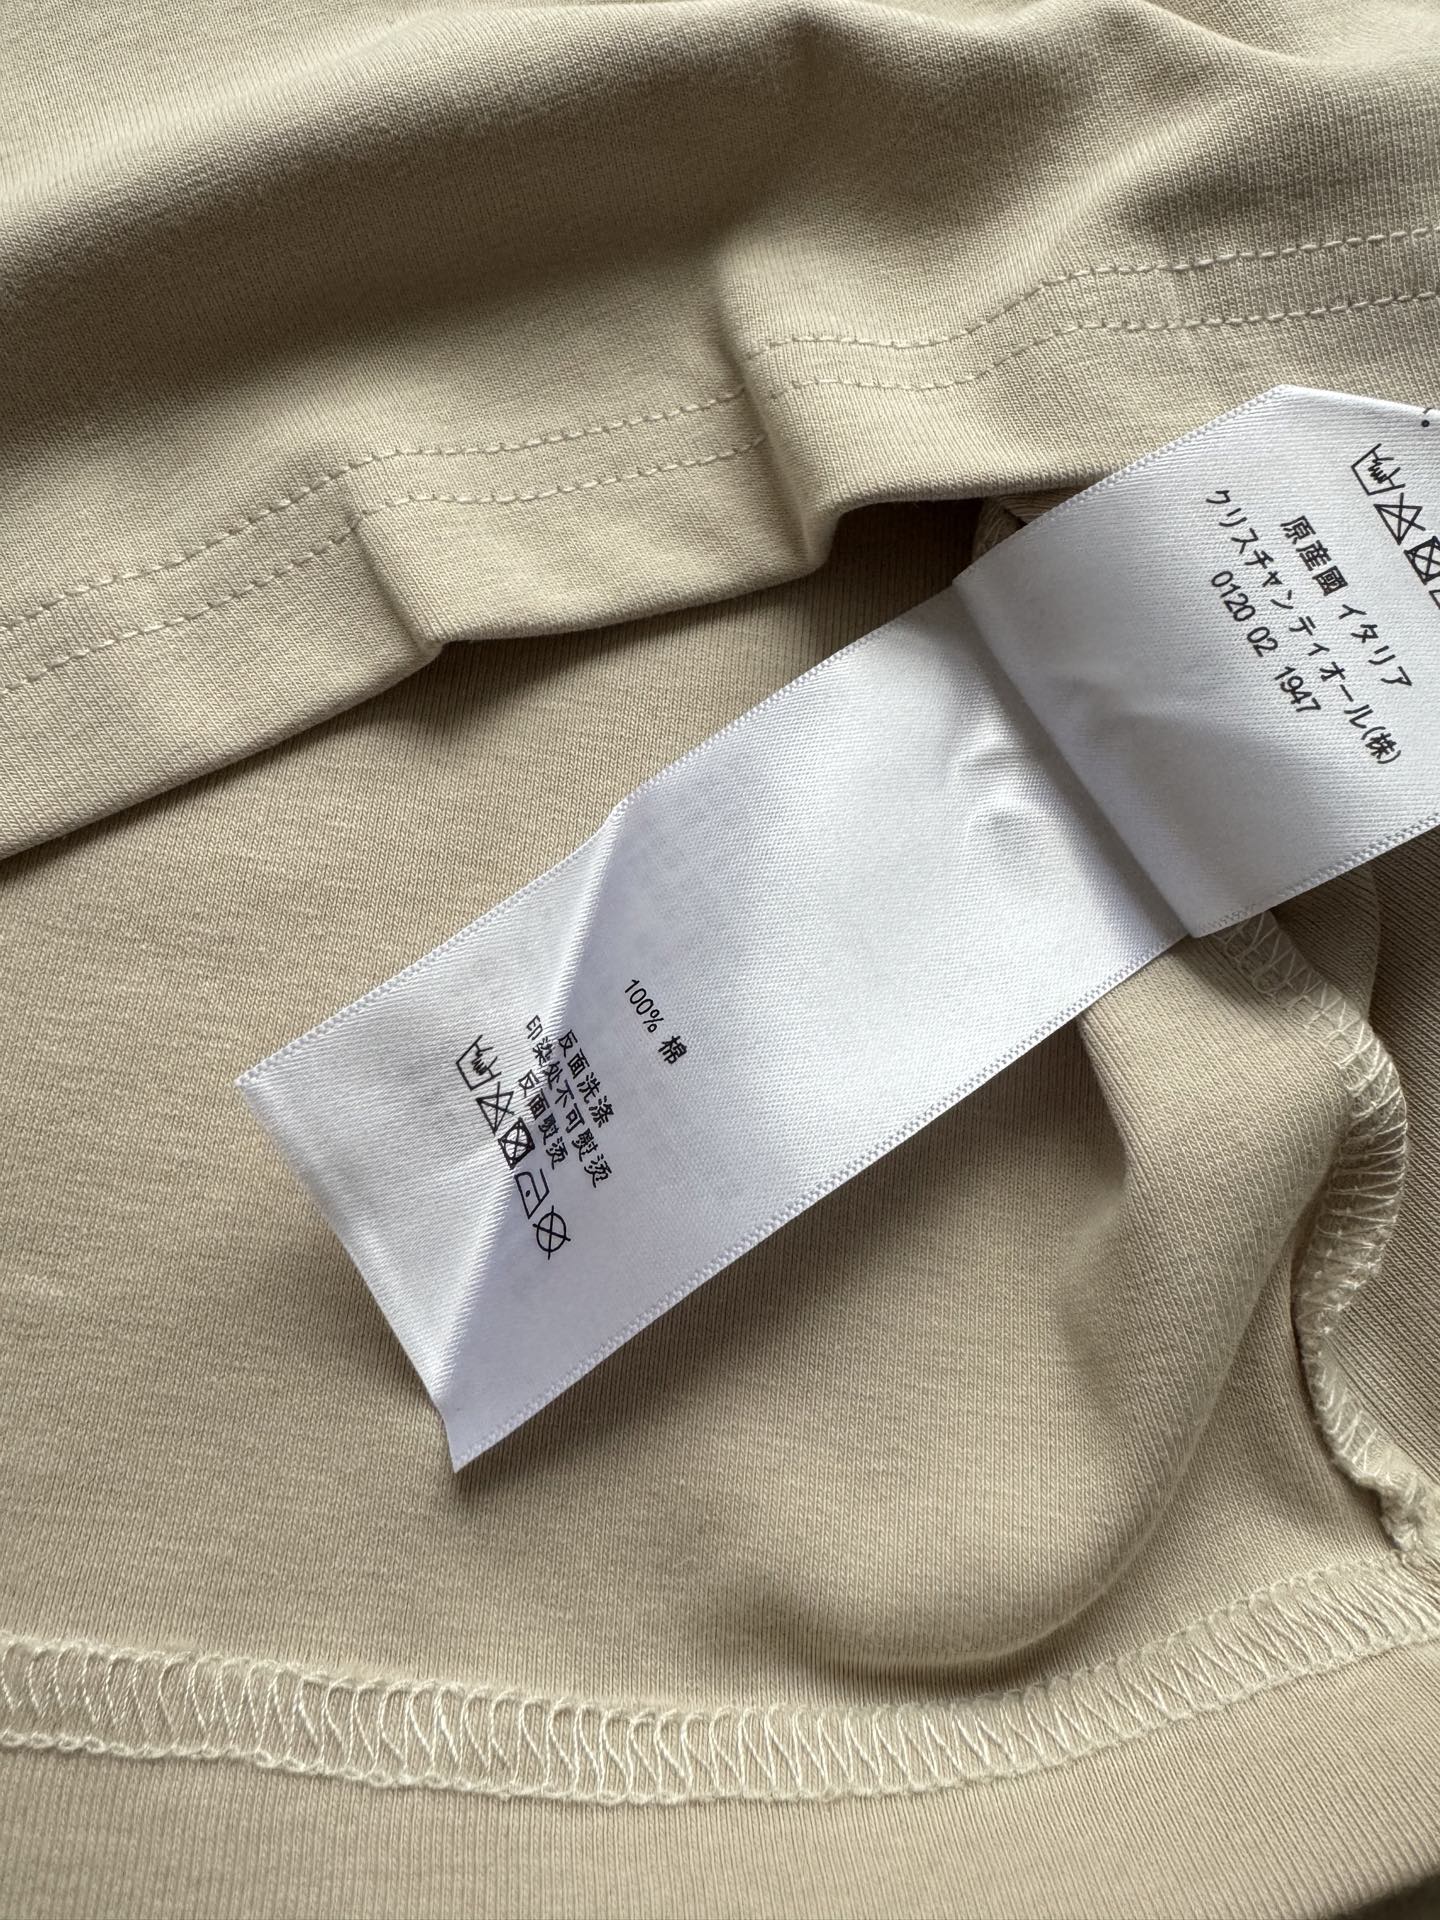 原産國 イタリア
クリスチャンディオール(株)
0120 02 1947
100% 棉
反面洗涤
印染处不可熨烫
反面熨烫